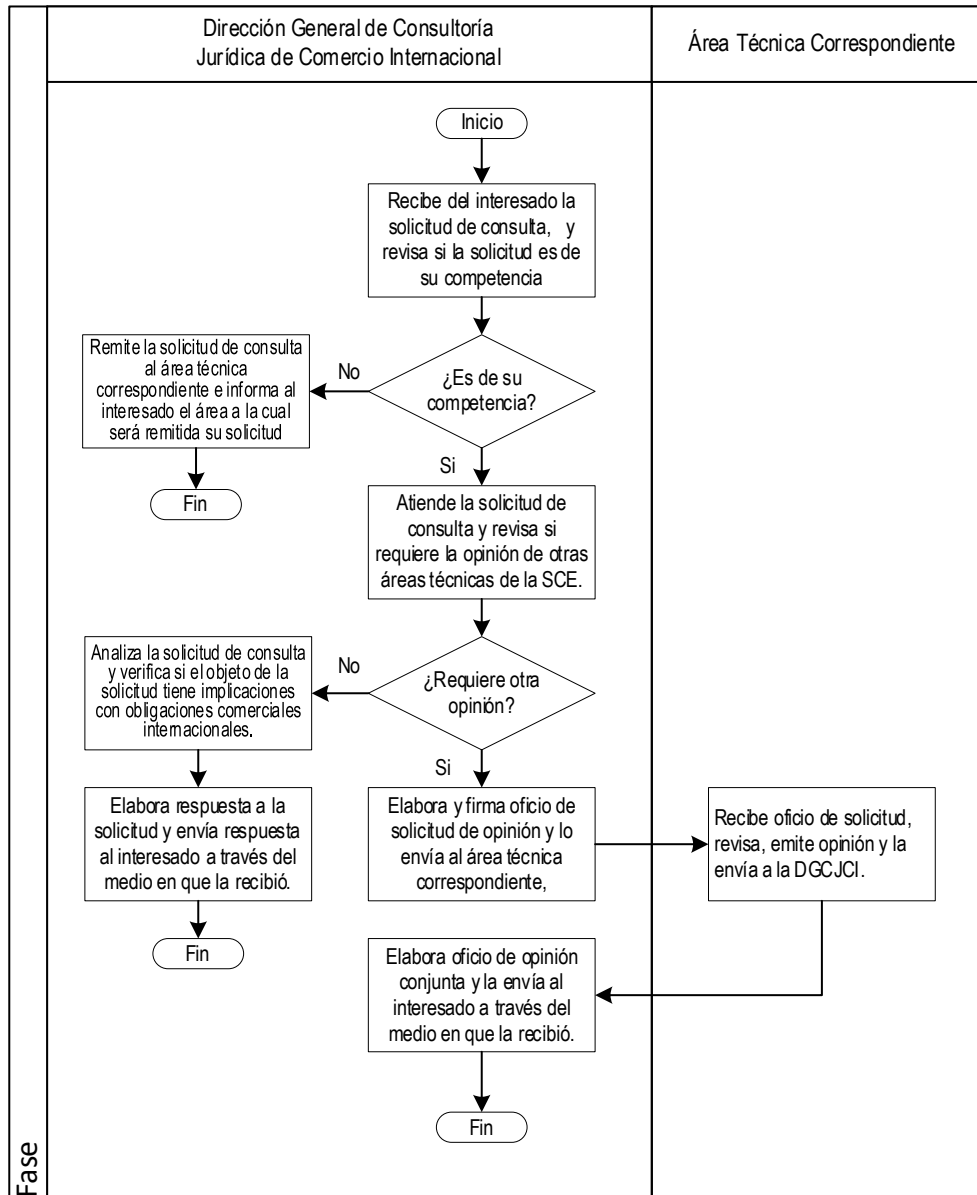 Dirección General de Consultoría
Jurídica de Comercio Internacional
Área Técnica Correspondiente
Inicio
Recibe del interesado la
solicitud de consulta, y
revisa si la solicitud es de
su competencia
¿Es de su
competencia?
No
Remite la solicitud de consulta
al área técnica
correspondiente e informa al
interesado el área a la cual
será remitida su solicitud
Fin
Si
Atiende la solicitud de
consulta y revisa si
requiere la opinión de otras
áreas técnicas de la SCE.
¿Requiere otra
opinión?
No
Analiza la solicitud de consulta
y verifica si el objeto de la
solicitud tiene implicaciones
con obligaciones comerciales
internacionales.
Elabora respuesta a la
solicitud y envía respuesta
al interesado a través del
medio en que la recibió.
Fin
Si
Elabora y firma oficio de
solicitud de opinión y lo
envía al área técnica
correspondiente,
Recibe oficio de solicitud,
revisa, emite opinión y la
envía a la DGCJCI.
Elabora oficio de opinión
conjunta y la envía al
interesado a través del
medio en que la recibió.
Fin
Fase